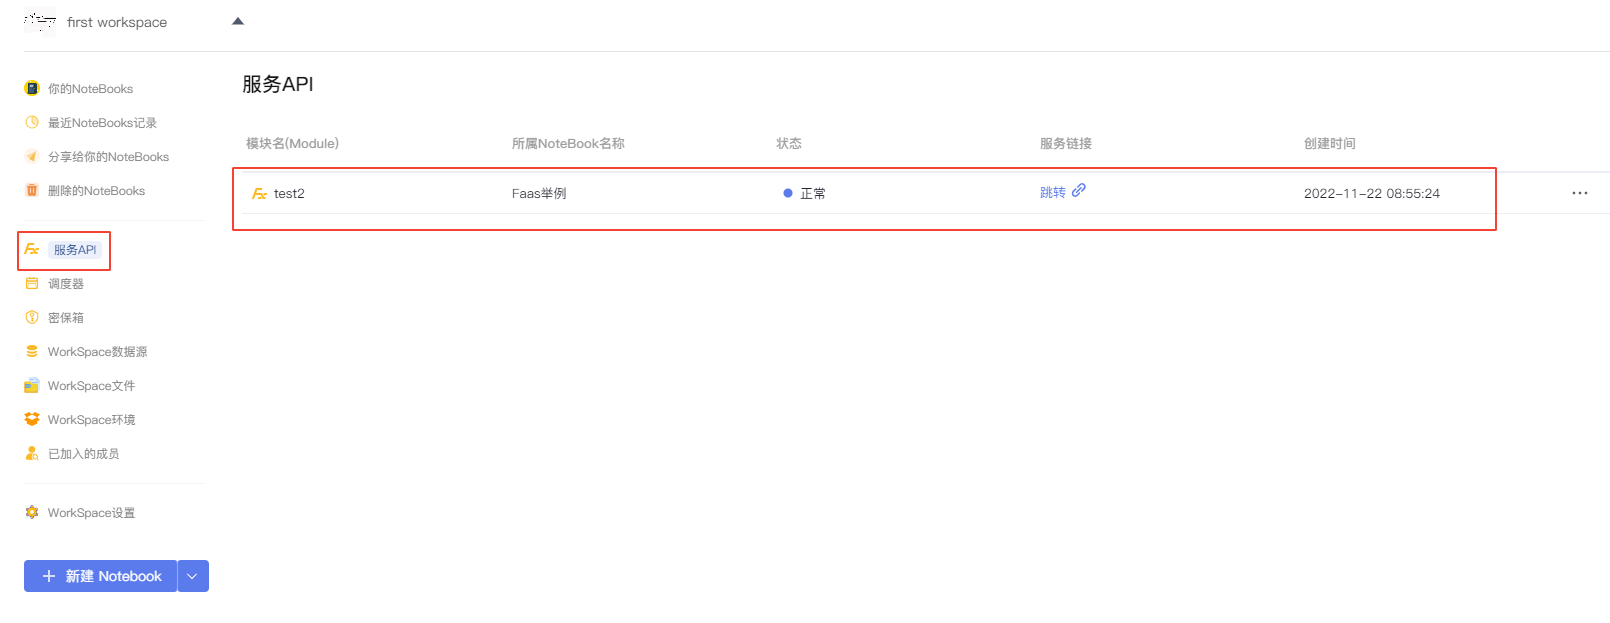 first workspace
你的NoteBooks
最近NoteBooks记录
分享给你的NoteBooks
删除的NoteBooks
服务API
调度器
密保箱
WorkSpace数据源
WorkSpace文件
WorkSpace环境
已加入的成员
WorkSpace设置
新建 Notebook
服务API
模块名(Module) 所属NoteBook名称 状态 服务链接 创建时间
test2 Faas举例 正常 跳转 2022-11-22 08:55:24